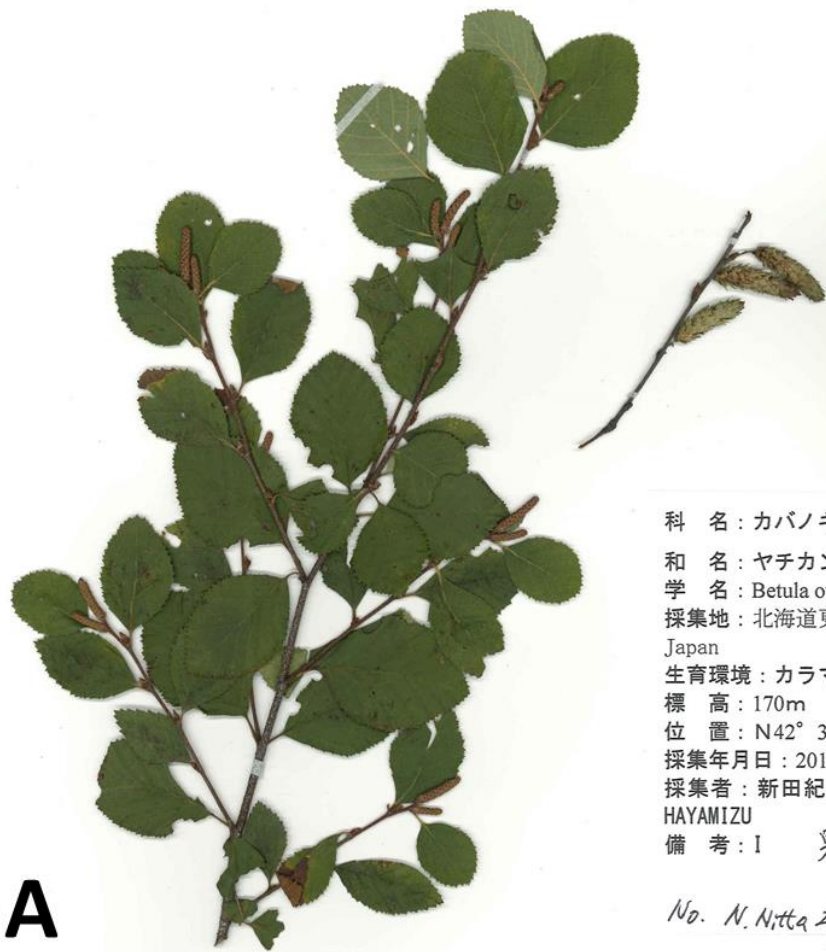 科 名：カバノキ
和 名：ヤチカン
学 名：Betula ov
採集地：北海道
Japan
生育環境：カラマ
標 高：170m
位 置：N42° 3
採集年月日：201
採集者：新田紀
HAYAMIZU
備 考：I
No. N. Nitta
A